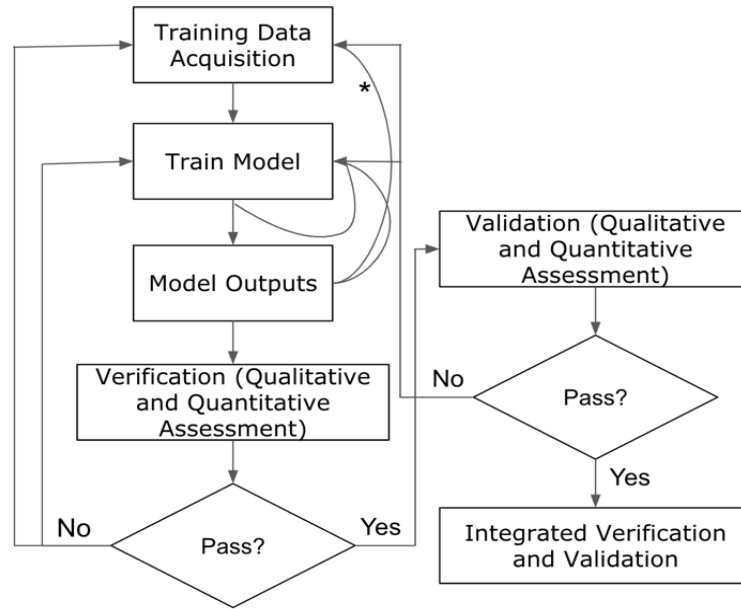 Training Data
Acquisition
*
Train Model
Model Outputs
Verification (Qualitative
and Quantitative
Assessment)
No
Pass?
Yes
Validation (Qualitative
and Quantitative
Assessment)
No
Pass?
Yes
Integrated Verification
and Validation